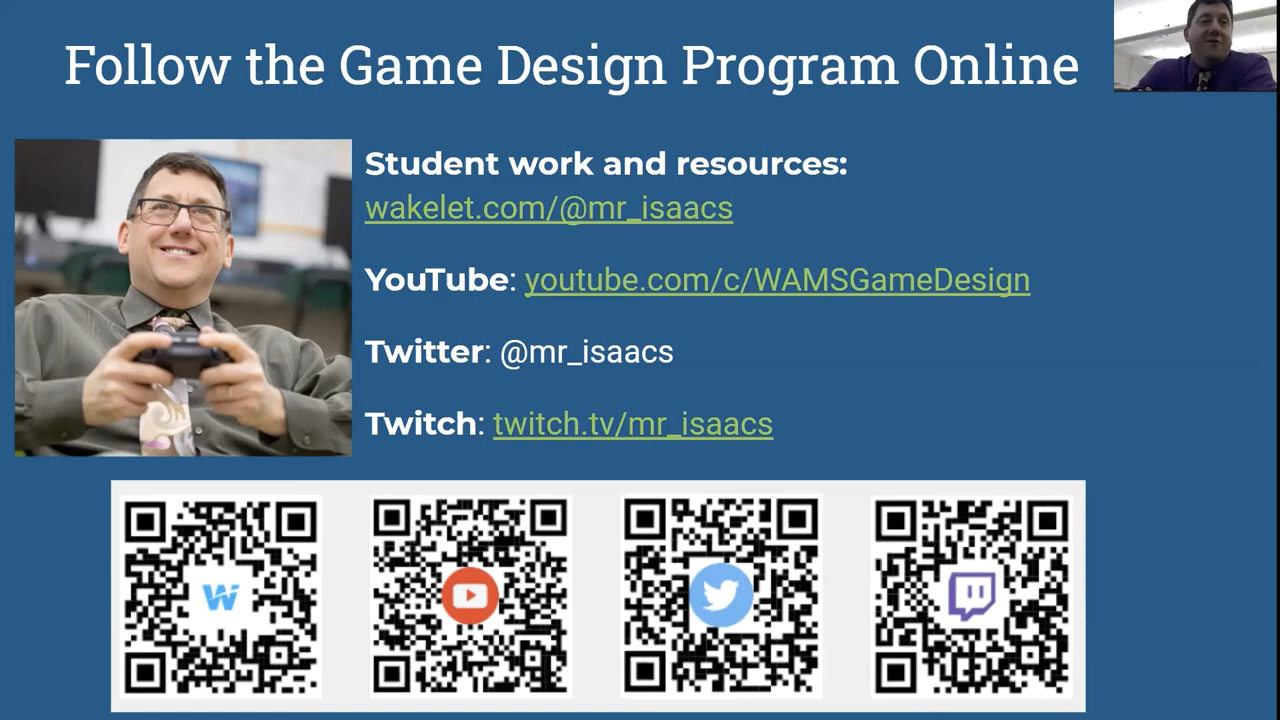 Follow the Game Design Program Online
Student work and resources:
wakelet.com/@mr_isaacs
YouTube: youtube.com/c/WAMSGameDesign
Twitter: @mr_isaacs
Twitch: twitch.tv/mr_isaacs